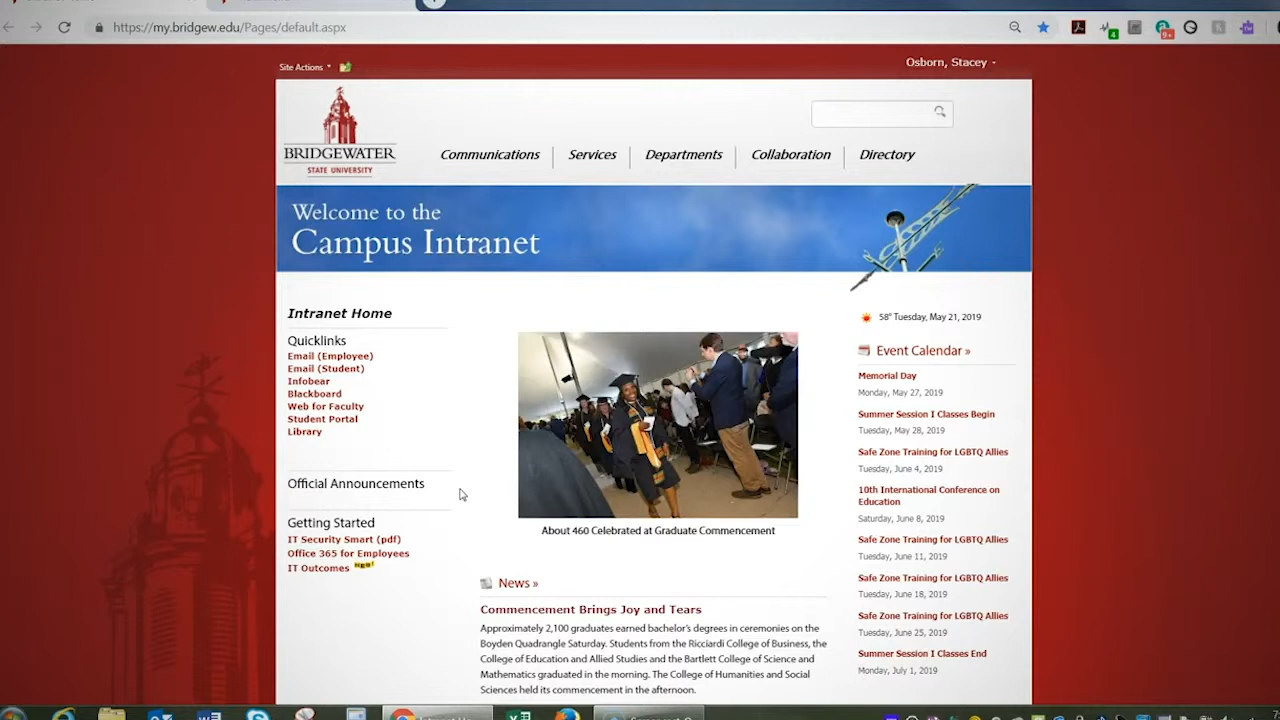 https://my.bridgew.edu/Pages/default.aspx
4
9+
Site Actions
Osborn, Stacey
BRIDGEWATER
STATE UNIVERSITY
Communications
Services
Departments
Collaboration
Directory
Welcome to the
Campus Intranet
Intranet Home
Quicklinks
Email (Employee)
Email (Student)
Infobear
Blackboard
Web for Faculty
Student Portal
Library
Official Announcements
Getting Started
IT Security Smart (pdf)
Office 365 for Employees
IT Outcomes NEW!
About 460 Celebrated at Graduate Commencement
News »
Commencement Brings Joy and Tears
Approximately 2,100 graduates earned bachelor's degrees in ceremonies on the
Boyden Quadrangle Saturday. Students from the Ricciardi College of Business, the
College of Education and Allied Studies and the Bartlett College of Science and
Mathematics graduated in the morning. The College of Humanities and Social
Sciences held its commencement in the afternoon.
58° Tuesday, May 21, 2019
Event Calendar »
Memorial Day
Monday, May 27, 2019
Summer Session I Classes Begin
Tuesday, May 28, 2019
Safe Zone Training for LGBTQ Allies
Tuesday, June 4, 2019
10th International Conference on
Education
Saturday, June 8, 2019
Safe Zone Training for LGBTQ Allies
Tuesday, June 11, 2019
Safe Zone Training for LGBTQ Allies
Tuesday, June 18, 2019
Safe Zone Training for LGBTQ Allies
Tuesday, June 25, 2019
Summer Session I Classes End
Monday, July 1, 2019